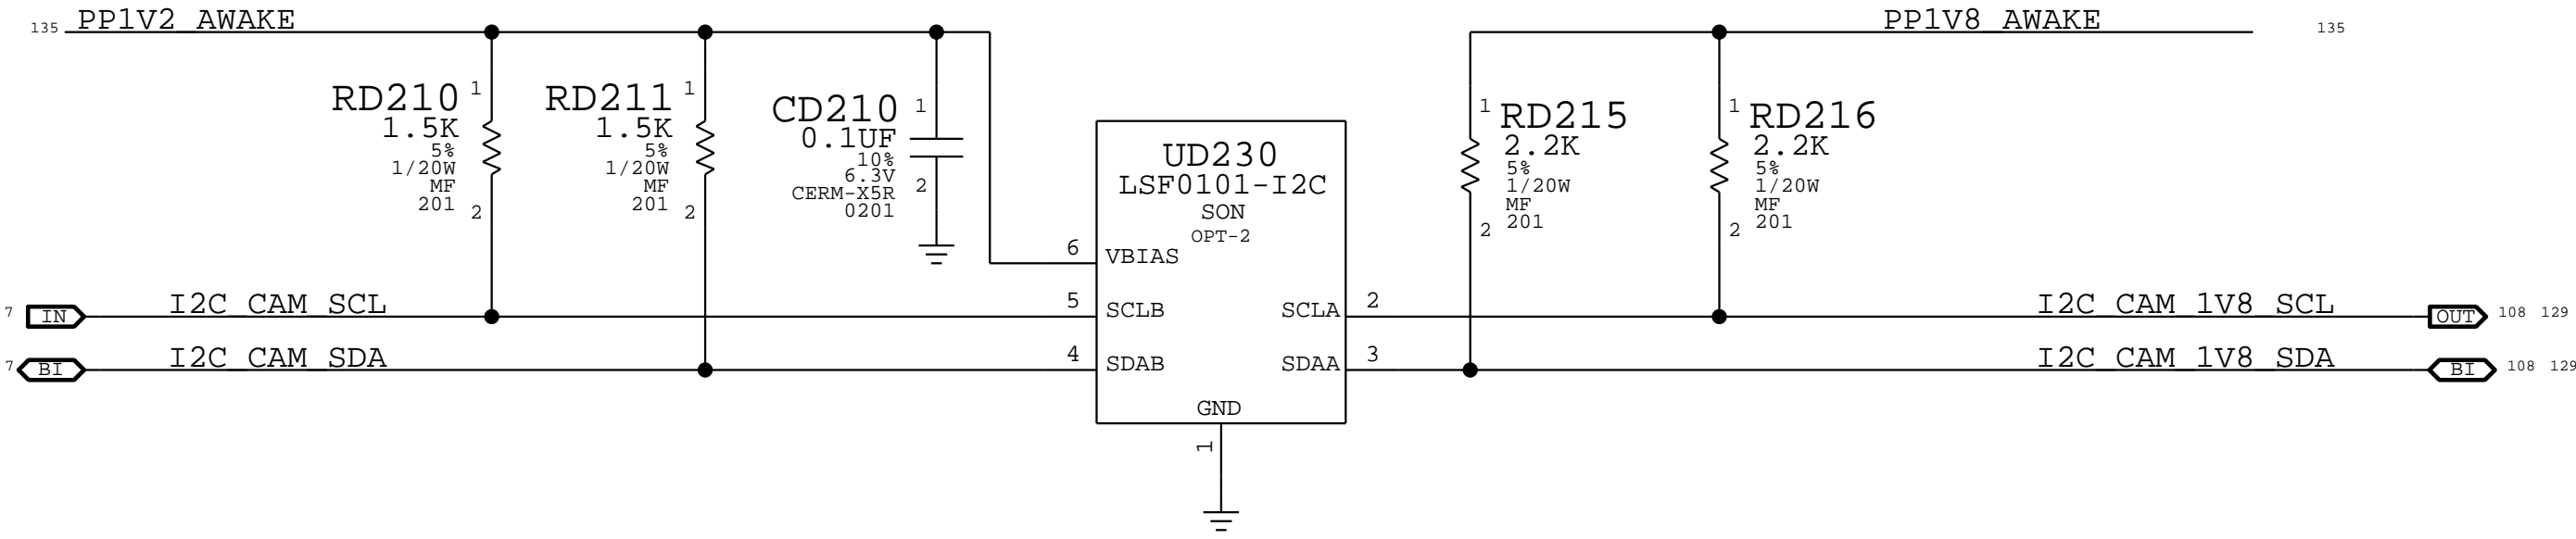 135 PP1V2_AWAKE
PP1V8_AWAKE 135
RD210 1
1.5K
5%
1/20W
MF
201 2
RD211 1
1.5K
5%
1/20W
MF
201 2
CD210 1
0.1UF
10%
6.3V
CERM-X5R
0201
2
UD230
LSF0101-I2C
SON
OPT-2
6 VBIAS
5 SCLB
4 SDAB
SCLA 2
SDAA 3
GND
1
1 RD215
2.2K
5%
1/20W
MF
201
2
1 RD216
2.2K
5%
1/20W
MF
201
2
7 IN I2C_CAM_SCL
7 BI I2C_CAM_SDA
I2C_CAM_1V8_SCL OUT 108 129
I2C_CAM_1V8_SDA BI 108 129